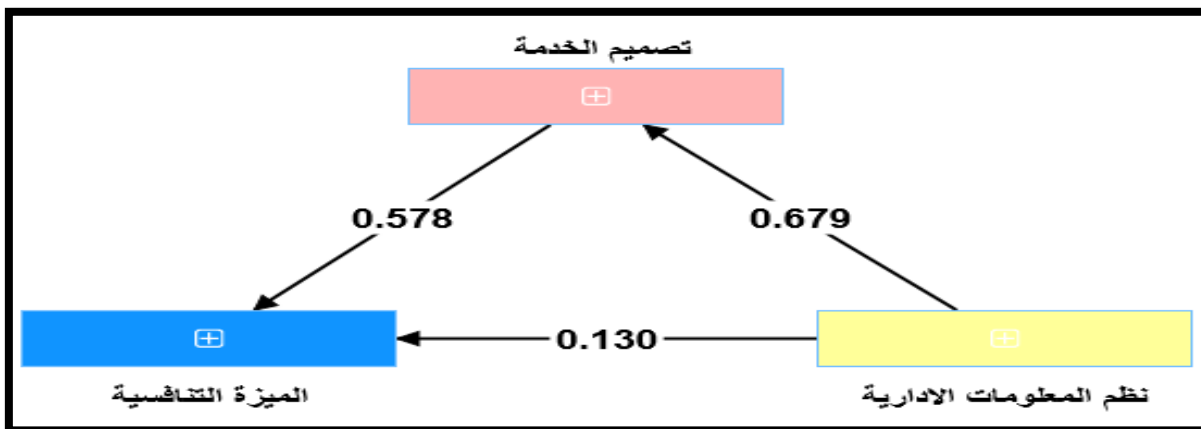 تصميم الخدمة
0.578
0.679
0.130
الميزة التنافسية
نظم المعلومات الادارية